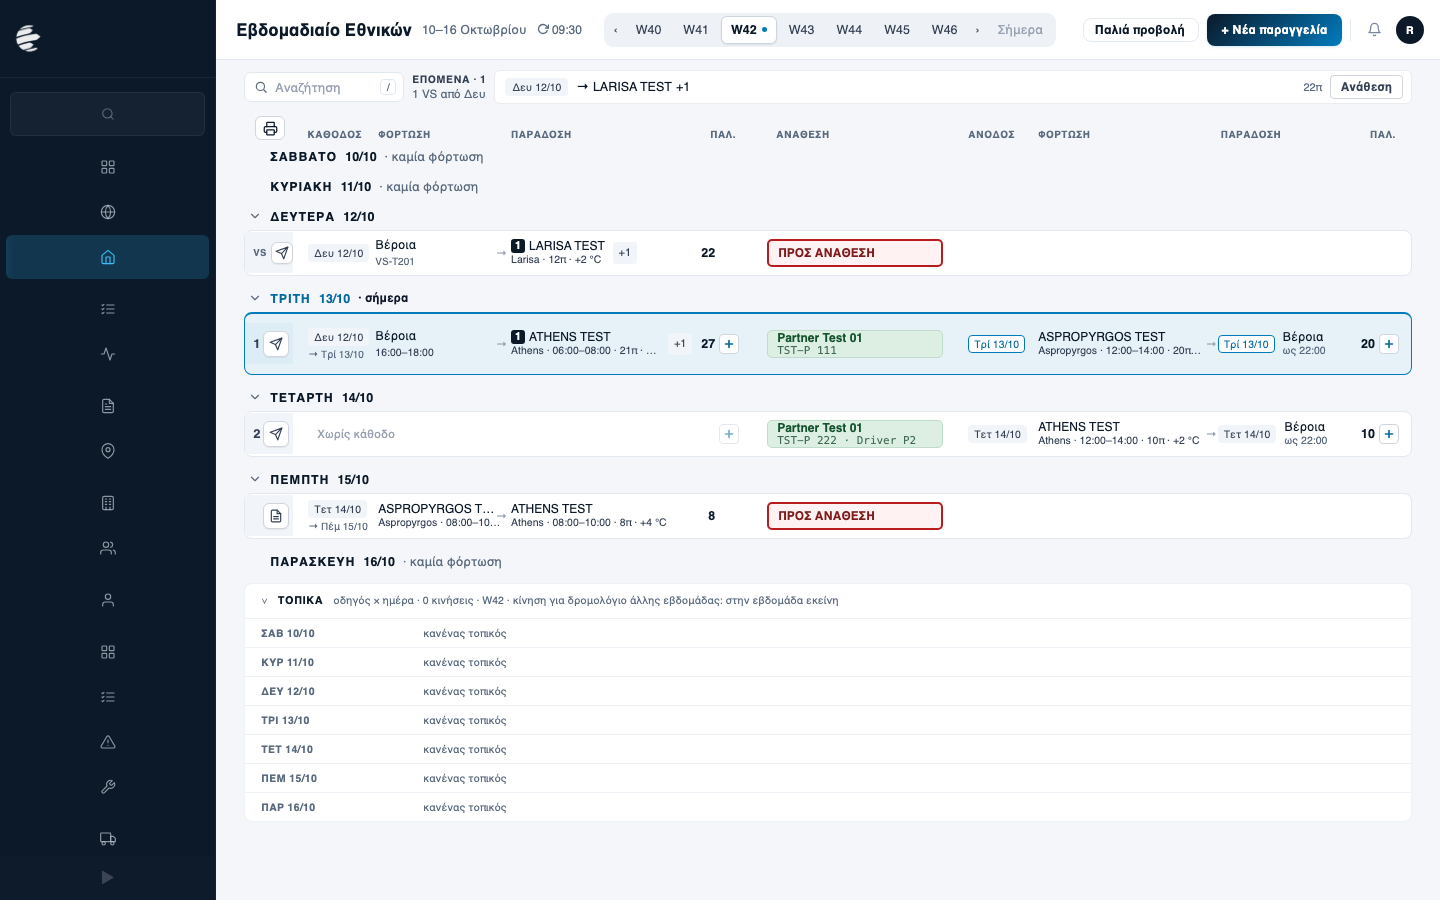 Εβδομαδιαίο Εθνικών 10–16 Οκτωβρίου 09:30 ‹ W40 W41 W42 W43 W44 W45 W46 › Σήμερα Παλιά προβολή + Νέα παραγγελία R
Αναζήτηση / ΕΠΟΜΕΝΑ · 1
1 VS από Δευ
Δευ 12/10 → LARISA TEST +1 22π Ανάθεση
ΚΑΘΟΔΟΣ ΦΟΡΤΩΣΗ ΠΑΡΑΔΟΣΗ ΠΑΛ. ΑΝΑΘΕΣΗ ΑΝΟΔΟΣ ΦΟΡΤΩΣΗ ΠΑΡΑΔΟΣΗ ΠΑΛ.
ΣΑΒΒΑΤΟ 10/10 · καμία φόρτωση
ΚΥΡΙΑΚΗ 11/10 · καμία φόρτωση
ΔΕΥΤΕΡΑ 12/10
VS Δευ 12/10 Βέροια → 1 LARISA TEST +1 22 ΠΡΟΣ ΑΝΑΘΕΣΗ
VS-T201 Larisa · 12π · +2 °C
ΤΡΙΤΗ 13/10 · σήμερα
1 Δευ 12/10 Βέροια → 1 ATHENS TEST +1 27 + Partner Test 01 Τρί 13/10 ASPROPYRGOS TEST → Τρί 13/10 Βέροια 20 +
→ Τρί 13/10 16:00–18:00 Athens · 06:00–08:00 · 21π · … TST-P 111 Aspropyrgos · 12:00–14:00 · 20π… ως 22:00
ΤΕΤΑΡΤΗ 14/10
2 Χωρίς κάθοδο + Partner Test 01 Τετ 14/10 ATHENS TEST → Τετ 14/10 Βέροια 10 +
TST-P 222 · Driver P2 Athens · 12:00–14:00 · 10π · +2 °C ως 22:00
ΠΕΜΠΤΗ 15/10
Τετ 14/10 ASPROPYRGOS T… → ATHENS TEST 8 ΠΡΟΣ ΑΝΑΘΕΣΗ
→ Πέμ 15/10 Aspropyrgos · 08:00–10… Athens · 08:00–10:00 · 8π · +4 °C
ΠΑΡΑΣΚΕΥΗ 16/10 · καμία φόρτωση
ΤΟΠΙΚΑ οδηγός × ημέρα · 0 κινήσεις · W42 · κίνηση για δρομολόγιο άλλης εβδομάδας: στην εβδομάδα εκείνη
ΣΑΒ 10/10 κανένας τοπικός
ΚΥΡ 11/10 κανένας τοπικός
ΔΕΥ 12/10 κανένας τοπικός
ΤΡΙ 13/10 κανένας τοπικός
ΤΕΤ 14/10 κανένας τοπικός
ΠΕΜ 15/10 κανένας τοπικός
ΠΑΡ 16/10 κανένας τοπικός